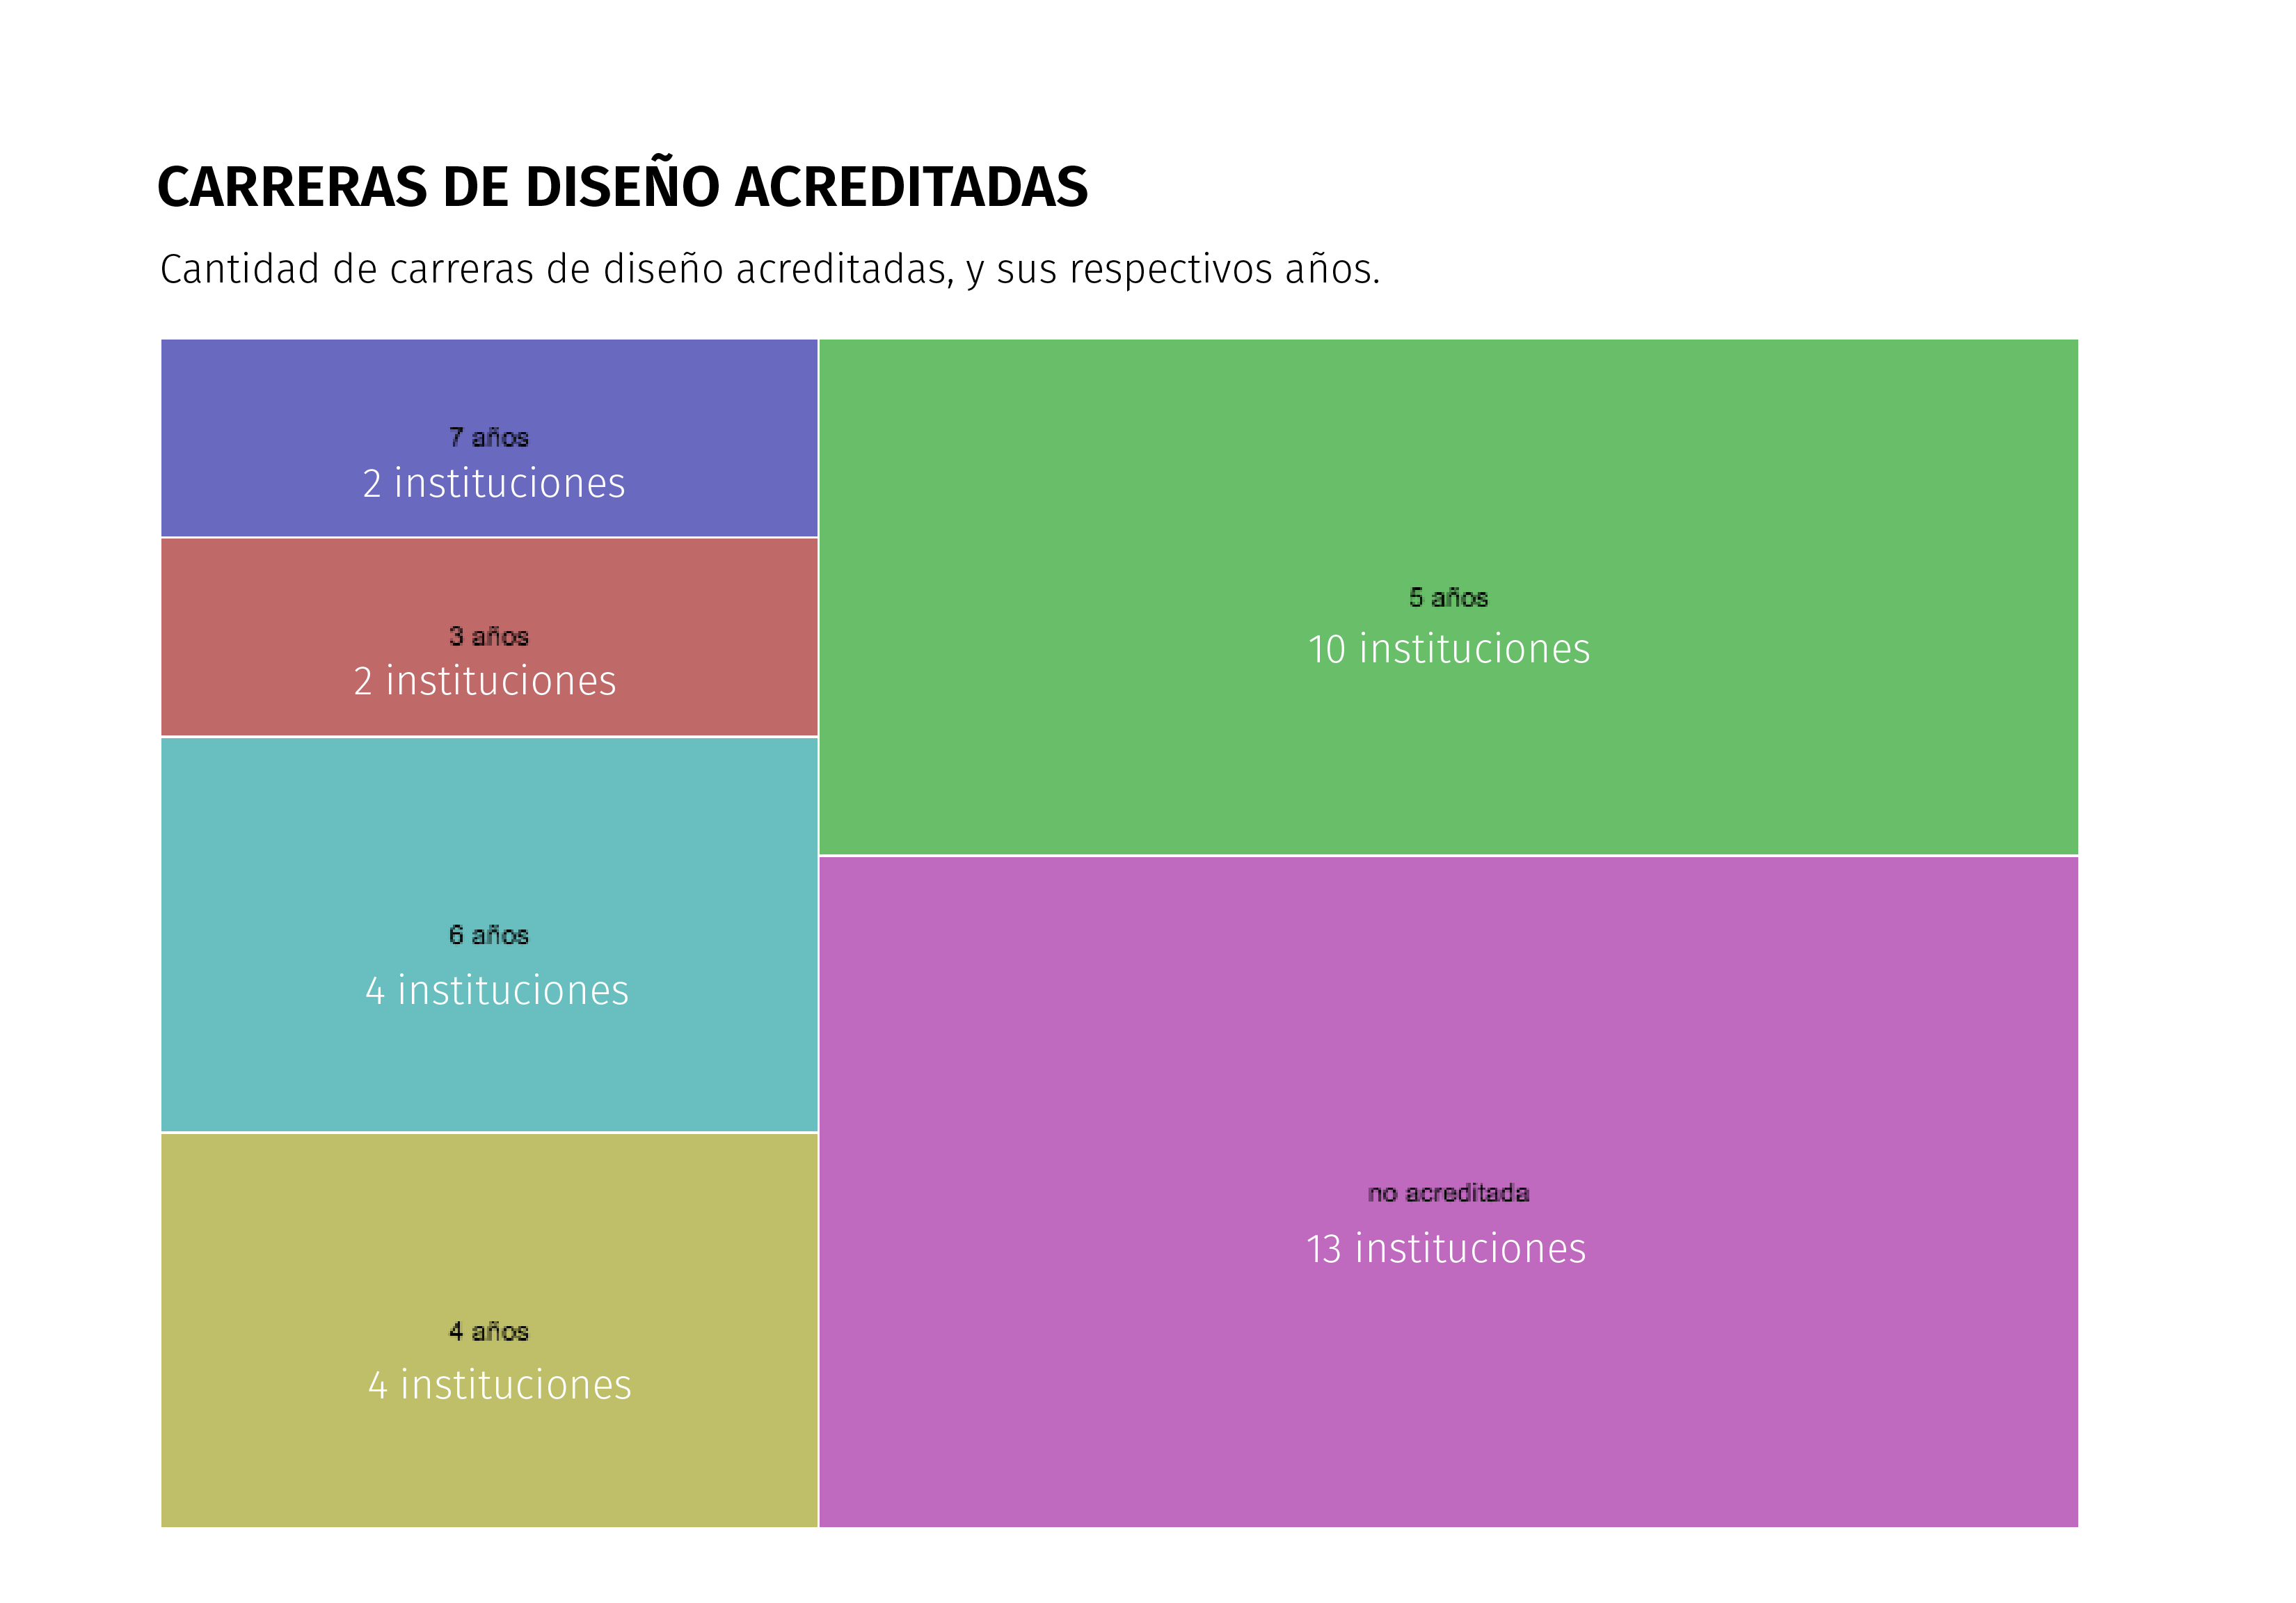 CARRERAS DE DISEÑO ACREDITADAS
Cantidad de carreras de diseño acreditadas, y sus respectivos años.
7 años
2 instituciones
3 años
2 instituciones
6 años
4 instituciones
4 años
4 instituciones
5 años
10 instituciones
no acreditada
13 instituciones